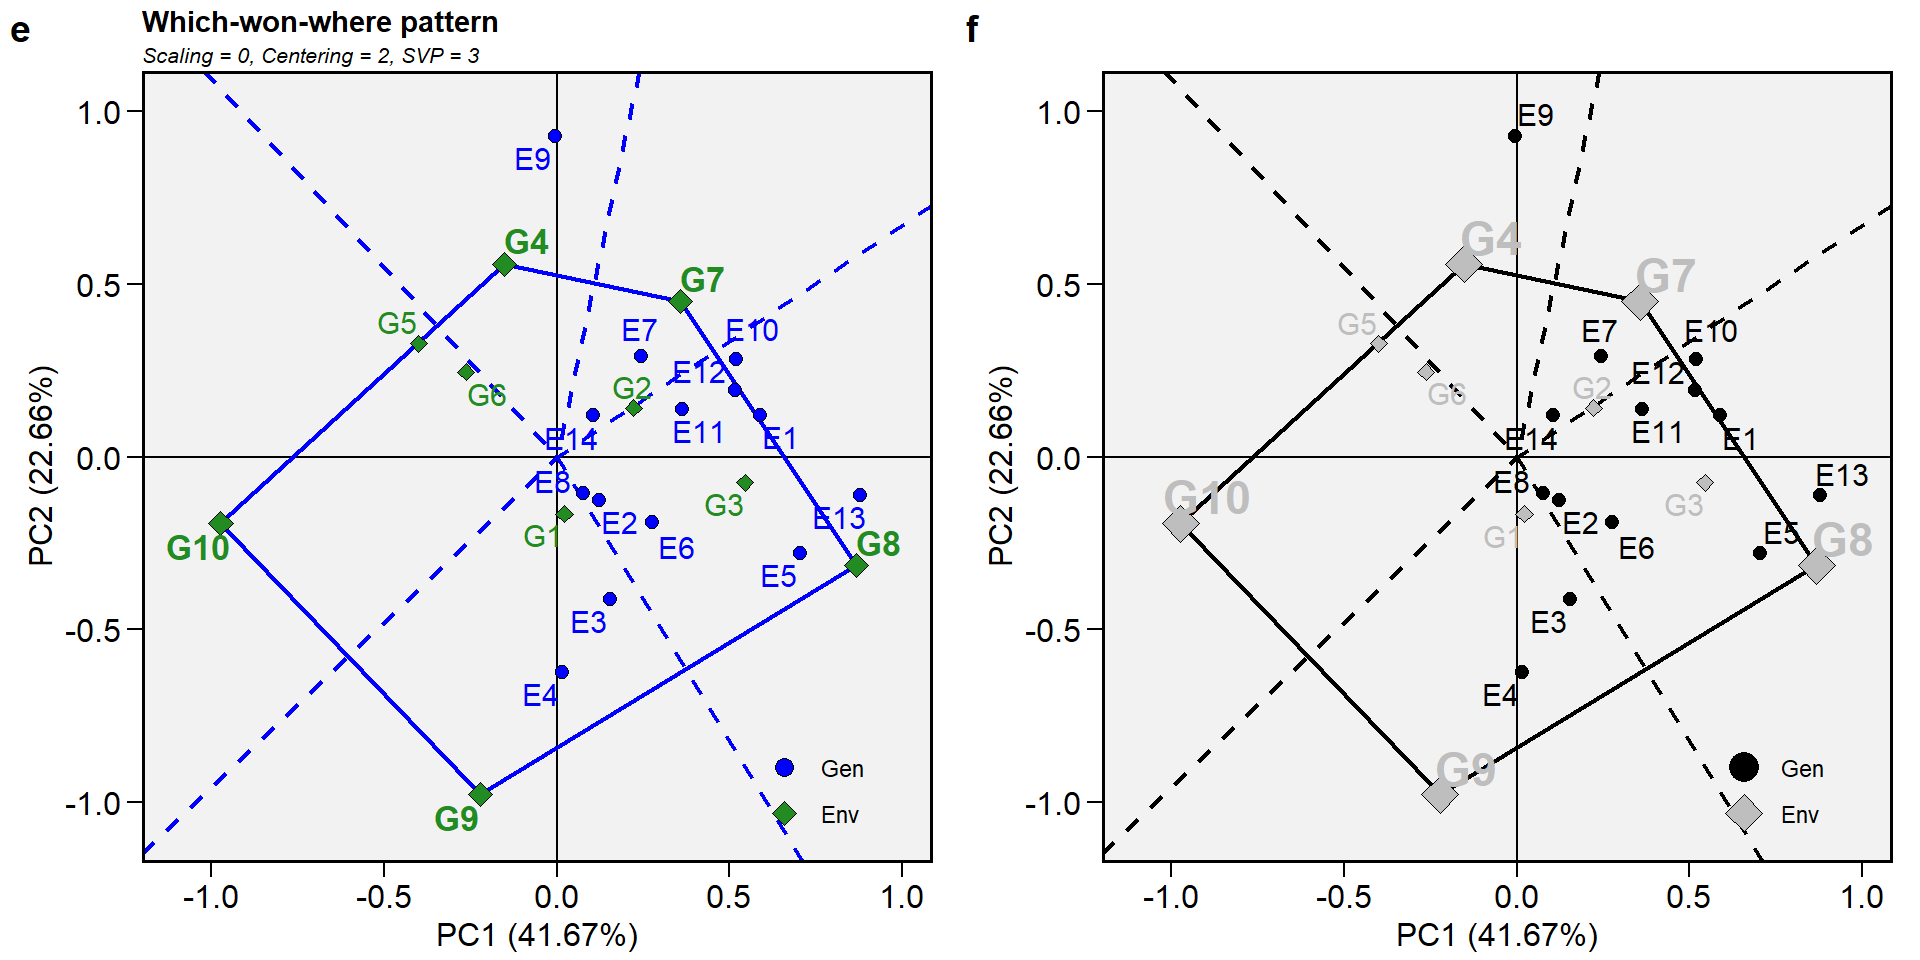 e
Which-won-where pattern
Scaling = 0, Centering = 2, SVP = 3
PC2 (22.66%)
1.0
0.5
0.0
-0.5
-1.0
E9
G4
G7
G5
E7
E10
E12
G6
G2
E14
E11
E1
E8
G3
G1
E2
E13
G10
E6
G8
E5
E3
E4
G9
Gen
Env
-1.0
-0.5
0.0
0.5
1.0
PC1 (41.67%)
f
PC2 (22.66%)
1.0
0.5
0.0
-0.5
-1.0
E9
G4
G7
G5
E7
E10
E12
G6
G2
E14
E11
E1
E8
E13
G10
G3
G1
E2
E5
E6
G8
E3
E4
G9
Gen
Env
-1.0
-0.5
0.0
0.5
1.0
PC1 (41.67%)